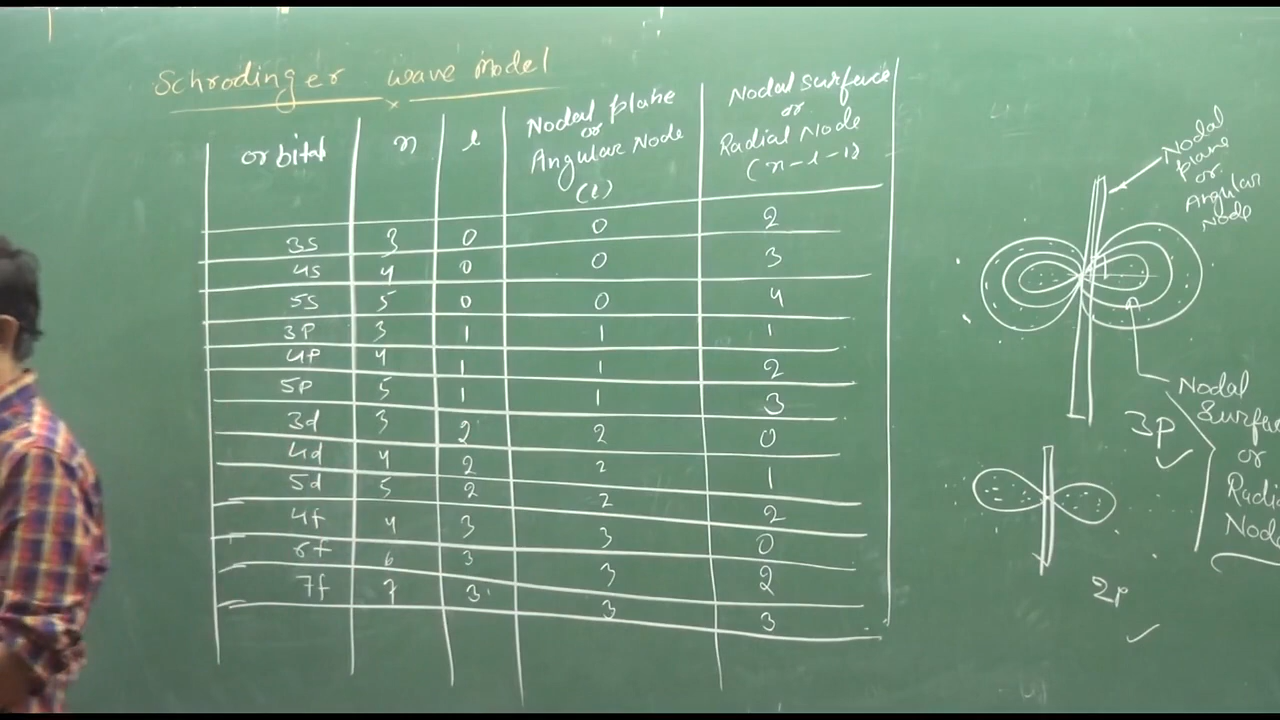 Schrodinger wave model
orbital n l Nodal plane or Angular Node (l) Nodal surface or Radial Node (n-l-1)
3s 3 0 0 2
4s 4 0 0 3
5s 5 0 0 4
3P 3 1 1 1
4P 4 1 1 2
5P 5 1 1 3
3d 3 2 2 0
4d 4 2 2 1
5d 5 2 2 2
4f 4 3 3 0
6f 6 3 3 2
7f 7 3 3 3
Nodal
plane
or
Angular
Node
Nodal
Surface
or
Radial
Node
3P
2P